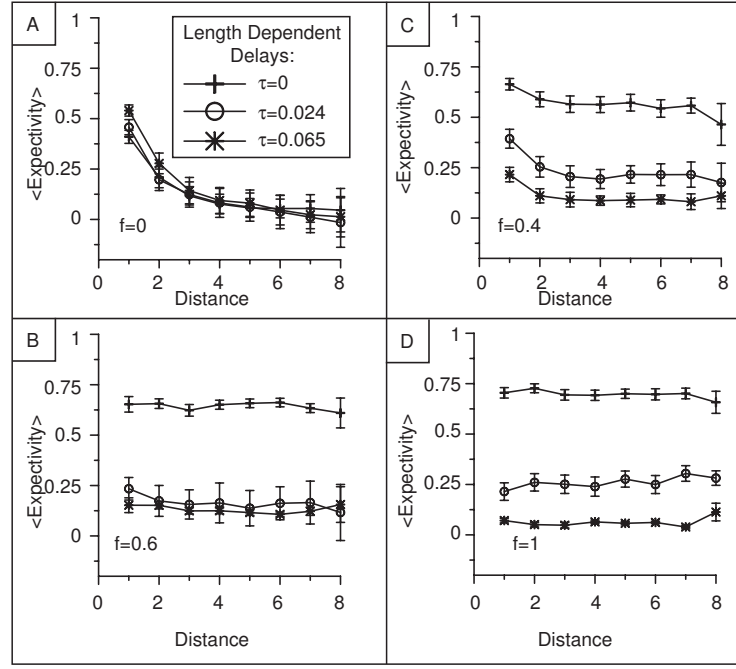 A
1
0.75
0.5
0.25
0
<Expectivity>
f=0
0 2 4 6 8
Distance
Length Dependent
Delays:
τ=0
τ=0.024
τ=0.065
C
1
0.75
0.5
0.25
0
<Expectivity>
f=0.4
0 2 4 6 8
Distance
B
1
0.75
0.5
0.25
0
<Expectivity>
f=0.6
0 2 4 6 8
Distance
D
1
0.75
0.5
0.25
0
<Expectivity>
f=1
0 2 4 6 8
Distance